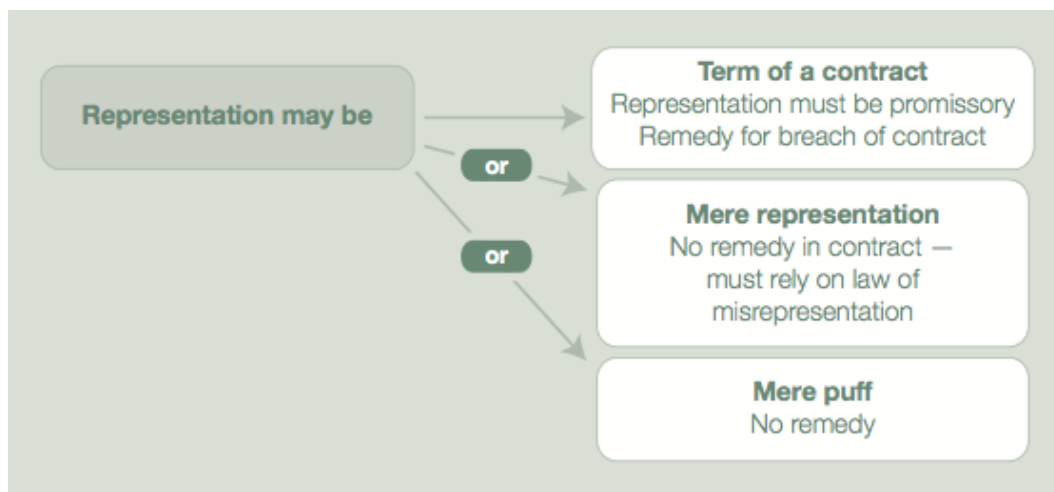 Representation may be
Term of a contract
Representation must be promissory
Remedy for breach of contract
or
Mere representation
No remedy in contract —
must rely on law of
misrepresentation
or
Mere puff
No remedy